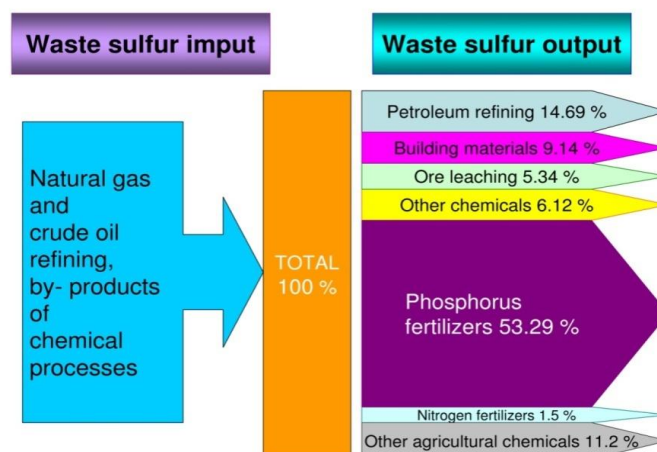 Waste sulfur imput
Waste sulfur output
Natural gas
and
crude oil
refining,
by- products
of
chemical
processes
TOTAL
100 %
Petroleum refining 14.69 %
Building materials 9.14 %
Ore leaching 5.34 %
Other chemicals 6.12 %
Phosphorus
fertilizers 53.29 %
Nitrogen fertilizers 1.5 %
Other agricultural chemicals 11.2 %